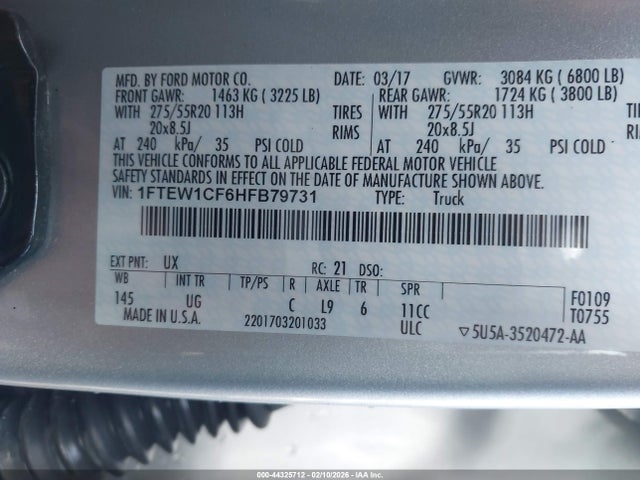 MFD. BY FORD MOTOR CO. DATE: 03/17 GVWR: 3084 KG ( 6800 LB)
FRONT GAWR: 1463 KG ( 3225 LB) REAR GAWR: 1724 KG ( 3800 LB)
WITH 275/55R20 113H TIRES WITH 275/55R20 113H TIRES
20x8.5J RIMS 20x8.5J RIMS
AT 240 kPa/ 35 PSI COLD AT 240 kPa/ 35 PSI COLD
THIS VEHICLE CONFORMS TO ALL APPLICABLE FEDERAL MOTOR VEHICLE
SAFETY STANDARDS IN EFFECT ON THE DATE OF MANUFACTURE SHOWN ABOVE.
VIN: 1FTEW1CF6HFB79731 TYPE: Truck
EXT PNT: UX RC: 21 DSO:
WB INT TR TP/PS R AXLE TR SPR F0109
145 UG C L9 6 11CC T0755
MADE IN U.S.A. 2201703201033 ULC ▽5U5A-3520472-AA
000-44325712 - 02/10/2026 - IAAI.COM